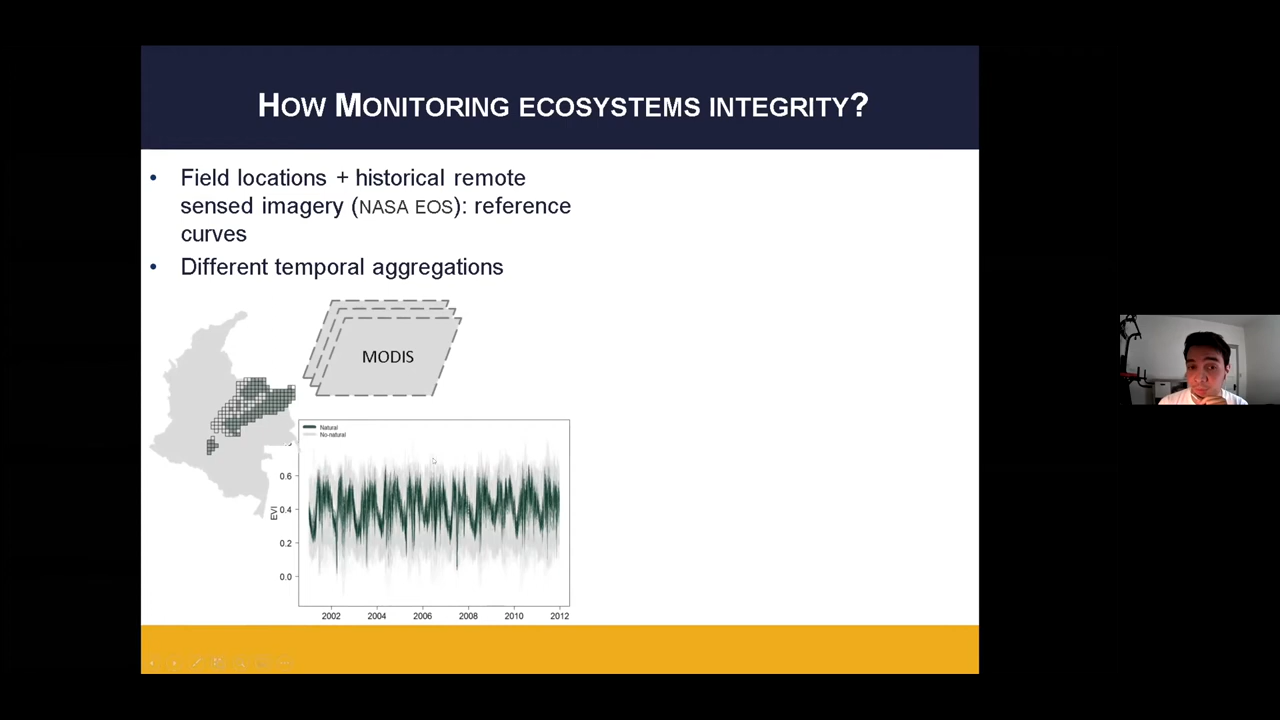 HOW MONITORING ECOSYSTEMS INTEGRITY?
• Field locations + historical remote
sensed imagery (NASA EOS): reference
curves
• Different temporal aggregations
MODIS
Natural
No-natural
0.6
0.4
0.2
0.0
EVI
2002 2004 2006 2008 2010 2012